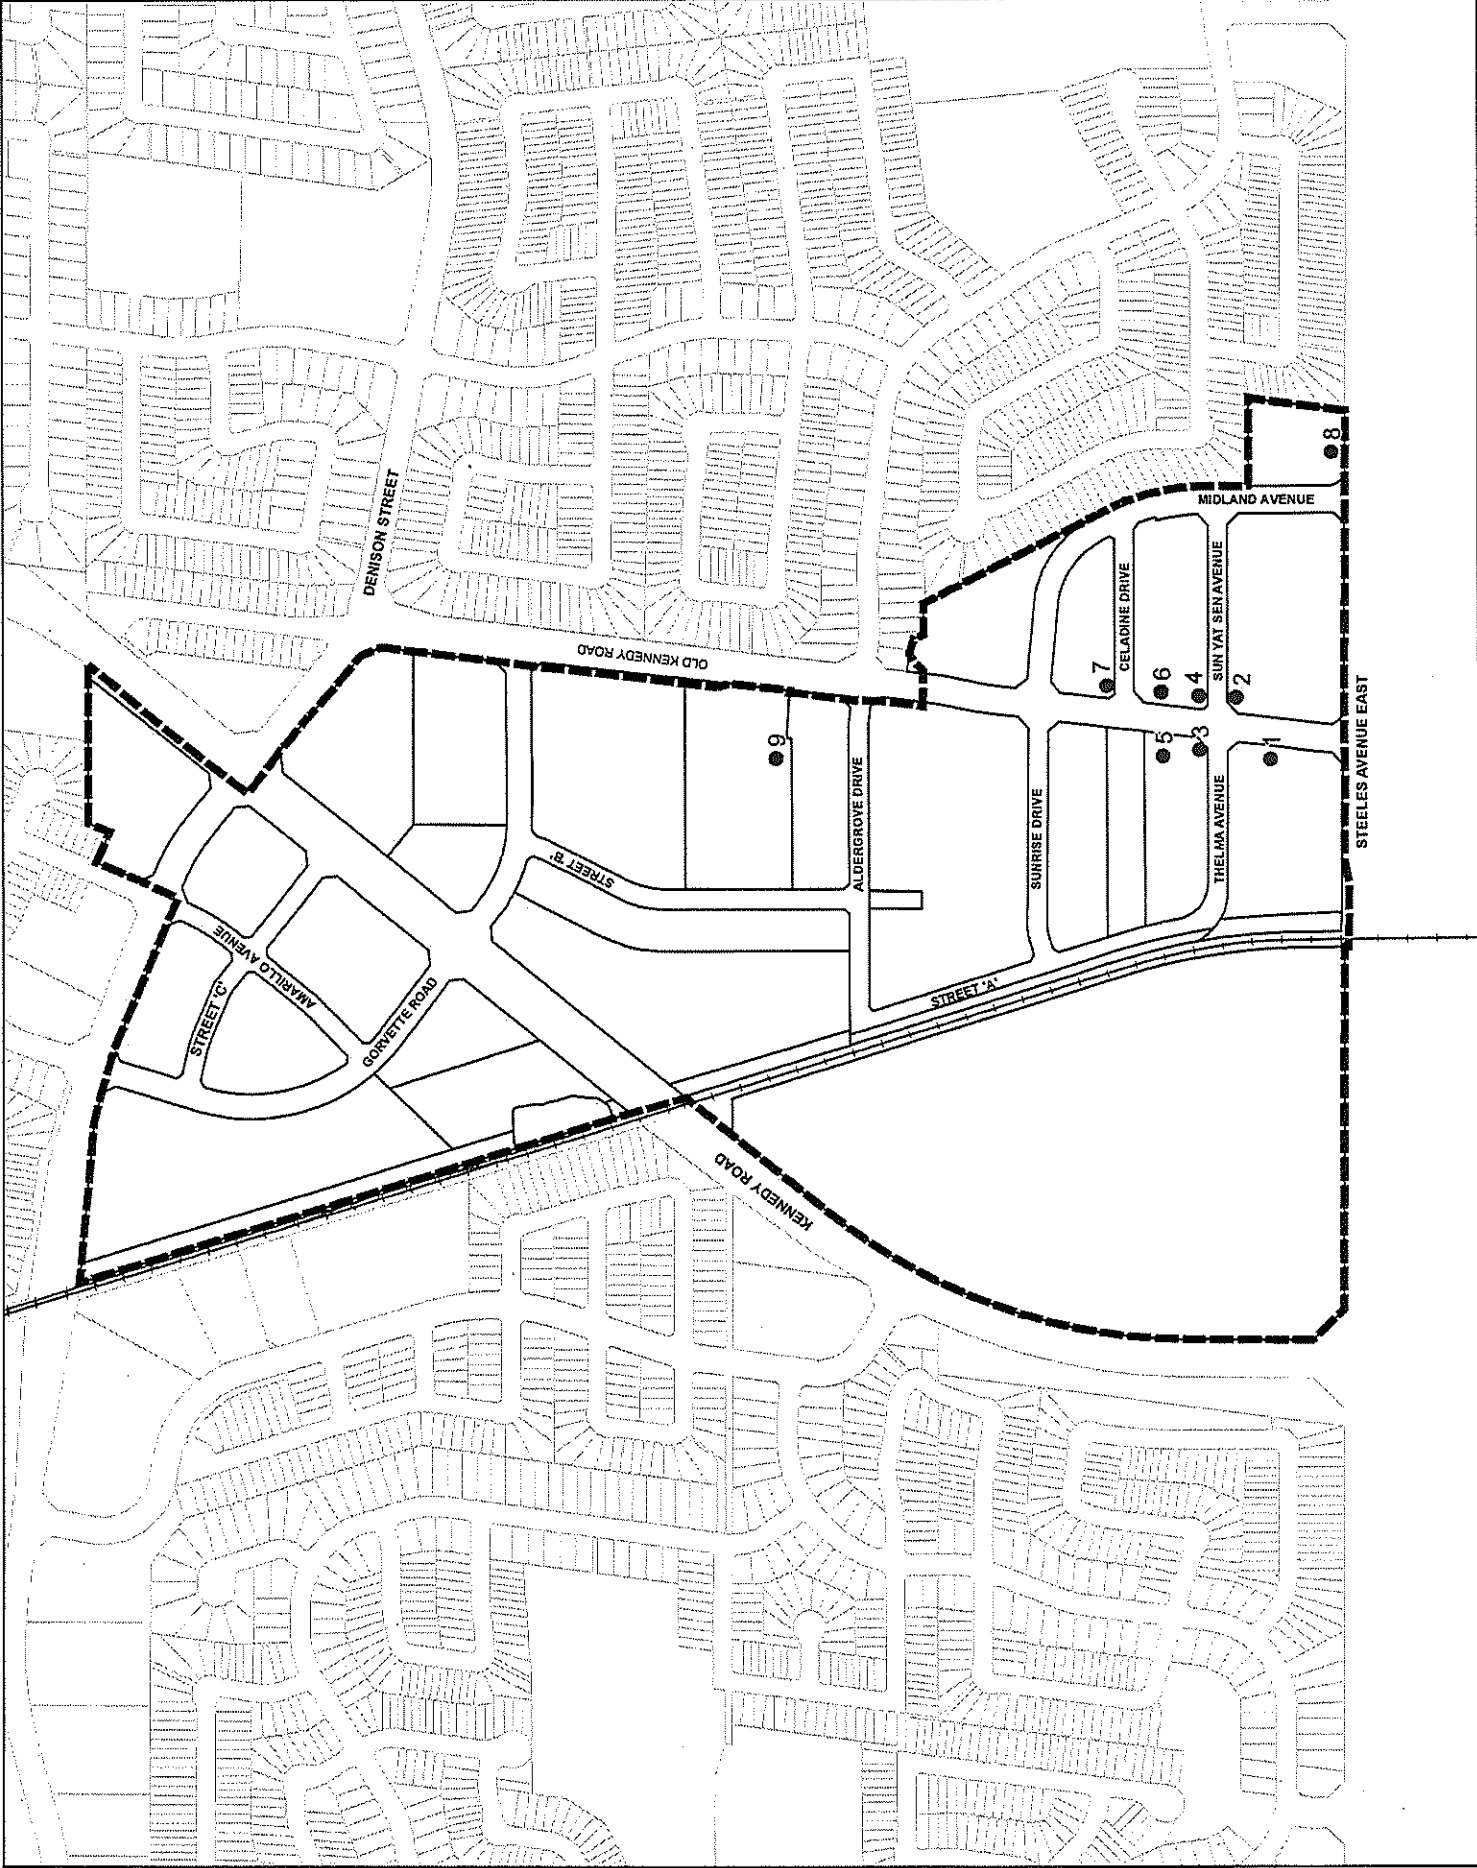 DENISON STREET
OLD KENNEDY ROAD
MIDLAND AVENUE
CELADINE DRIVE
SUN YAT SEN AVENUE
7
6
4
2
8
5
3
1
9
STEELES AVENUE EAST
ALDERGROVE DRIVE
SUNRISE DRIVE
THELMA AVENUE
STREET 'B'
AMARILLO AVENUE
STREET 'C'
GORVETTE ROAD
STREET 'A'
KENNEDY ROAD